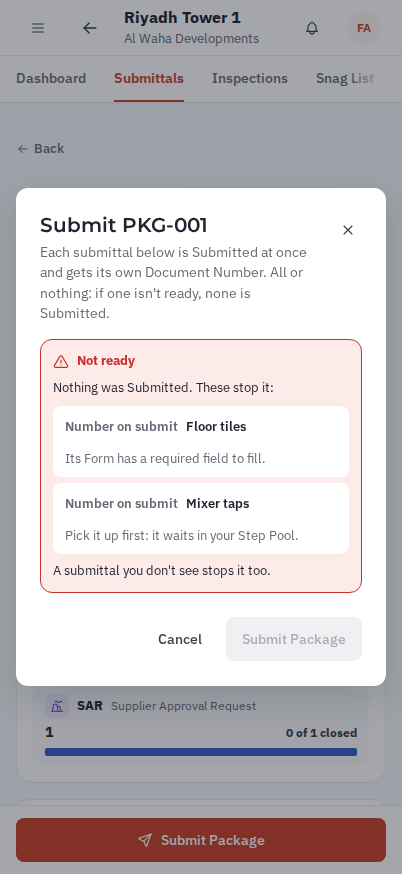 Riyadh Tower 1
Al Waha Developments
FA
Dashboard
Submittals
Inspections
Snag List
Back
Submit PKG-001
Each submittal below is Submitted at once
and gets its own Document Number. All or
nothing: if one isn't ready, none is
Submitted.
Not ready
Nothing was Submitted. These stop it:
Number on submit Floor tiles
Its Form has a required field to fill.
Number on submit Mixer taps
Pick it up first: it waits in your Step Pool.
A submittal you don't see stops it too.
Cancel
Submit Package
SAR Supplier Approval Request
1
0 of 1 closed
Submit Package